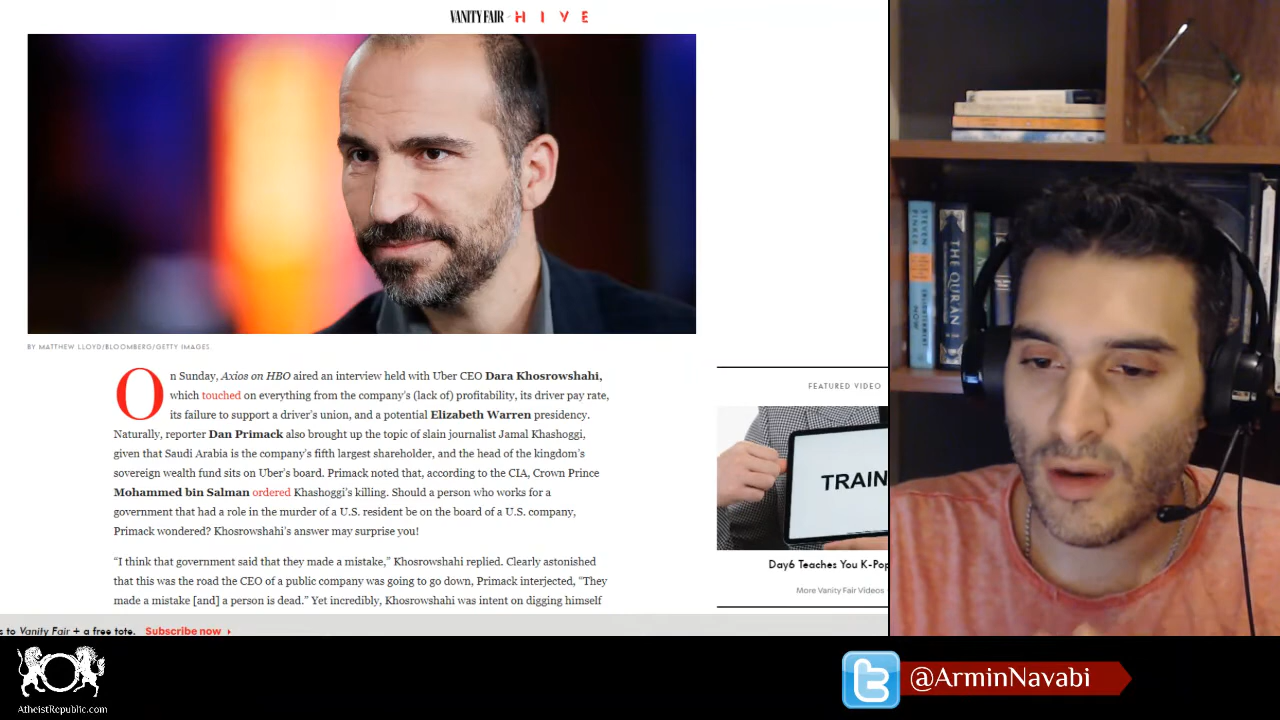 VANITY FAIR HIVE
BY MATTHEW LLOYD/BLOOMBERG/GETTY IMAGES.
On Sunday, Axios on HBO aired an interview held with Uber CEO Dara Khosrowshahi,
which touched on everything from the company's (lack of) profitability, its driver pay rate,
its failure to support a driver's union, and a potential Elizabeth Warren presidency.
Naturally, reporter Dan Primack also brought up the topic of slain journalist Jamal Khashoggi,
given that Saudi Arabia is the company's fifth largest shareholder, and the head of the kingdom's
sovereign wealth fund sits on Uber's board. Primack noted that, according to the CIA, Crown Prince
Mohammed bin Salman ordered Khashoggi's killing. Should a person who works for a
government that had a role in the murder of a U.S. resident be on the board of a U.S. company,
Primack wondered? Khosrowshahi's answer may surprise you!
“I think that government said that they made a mistake,” Khosrowshahi replied. Clearly astonished
that this was the road the CEO of a public company was going to go down, Primack interjected, “They
made a mistake [and] a person is dead.” Yet incredibly, Khosrowshahi was intent on digging himself
FEATURED VIDEO
TRAIN
Day6 Teaches You K-Pop
More Vanity Fair Videos
s to Vanity Fair + a free tote. Subscribe now
STEVEN PINKER
ENLIGHTENMENT NOW
THE QUR'AN
AtheistRepublic.com
@ArminNavabi